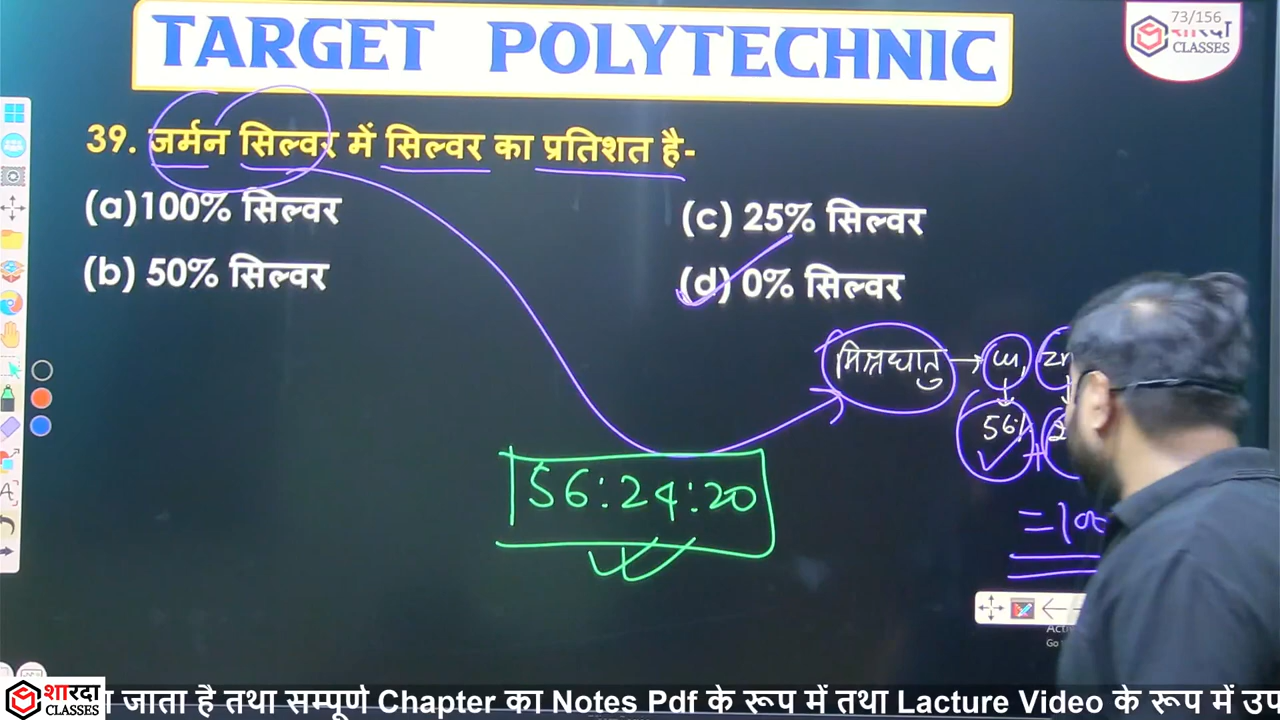 TARGET POLYTECHNIC
73/156
शारदा
CLASSES
39. जर्मन सिल्वर में सिल्वर का प्रतिशत है-
(a)100% सिल्वर
(c) 25% सिल्वर
(b) 50% सिल्वर
(d) 0% सिल्वर
मिश्रधातु → Cu,
56%
56:24:20
शारदा
CLASSES
जाता है तथा सम्पूर्ण Chapter का Notes Pdf के रूप में तथा Lacture Video के रूप में